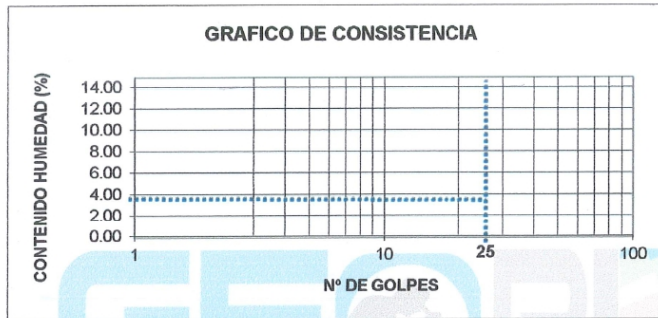 GRAFICO DE CONSISTENCIA
CONTENIDO HUMEDAD (%)
14.00
12.00
10.00
8.00
6.00
4.00
2.00
0.00
1 10 25 100
Nº DE GOLPES